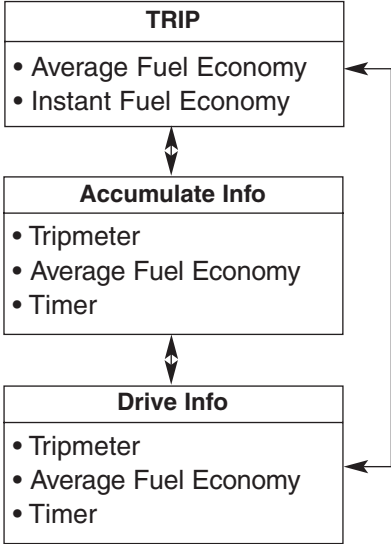 TRIP
• Average Fuel Economy
• Instant Fuel Economy
Accumulate Info
• Tripmeter
• Average Fuel Economy
• Timer
Drive Info
• Tripmeter
• Average Fuel Economy
• Timer